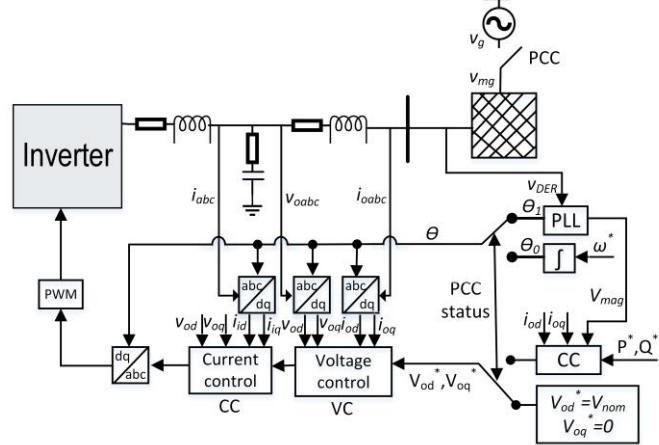 v_g
PCC
v_mg
Inverter
i_abc
v_oabc
i_oabc
v_DER
θ
θ_1
PLL
θ_0
∫
ω*
PCC
status
V_mag
PWM
abc
dq
abc
dq
abc
dq
v_od v_oq i_id i_iq v_od v_oq i_od i_oq
i_od i_oq
dq
abc
Current
control
Voltage
control
V_od*,V_oq*
CC
P*,Q*
CC
VC
V_od*=V_nom
V_oq*=0